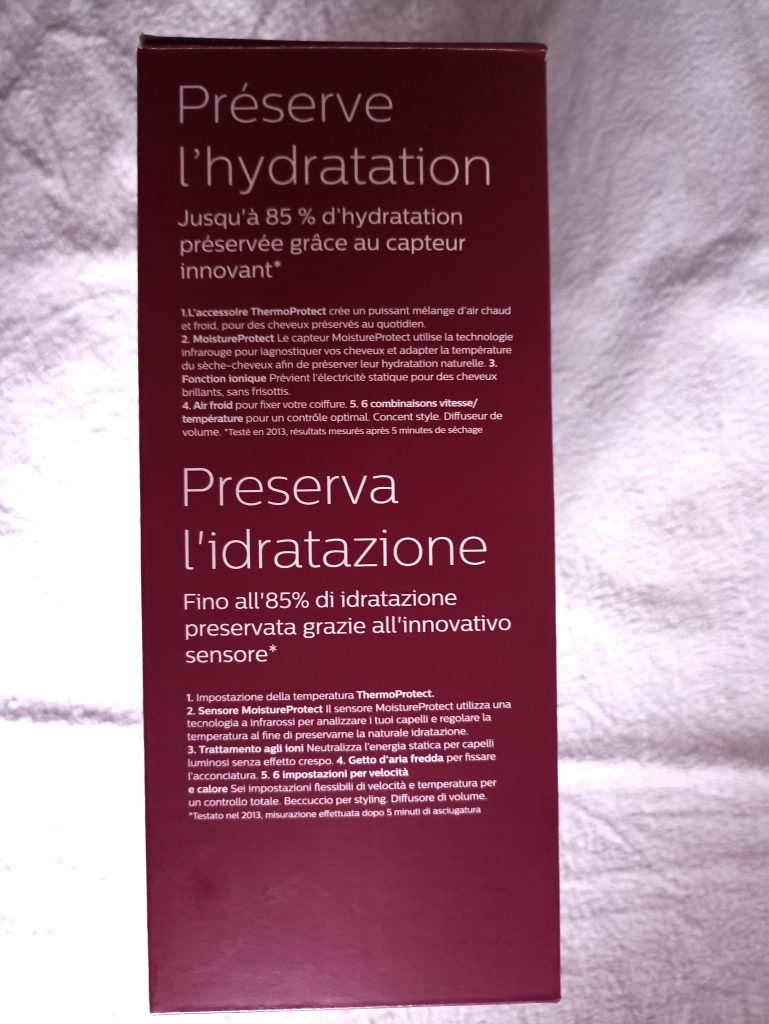 Préserve
l'hydratation
Jusqu'à 85 % d'hydratation
préservée grâce au capteur
innovant*
1.L'accessoire ThermoProtect crèe un puissant mélange d'air chaud
et froid, pour des cheveux préservés au quotidien.
2. MoistureProtect Le capteur MoistureProtect utilise la technologie
infrarouge pour iagnostiquer vos cheveux et adapter la température
du sèche-cheveux afin de préserver leur hydratation naturelle. 3.
Fonction ionique Prévient l'électricité statique pour des cheveux
brillants, sans frisottis.
4. Air froid pour fixer votre coiffure. 5. 6 combinaisons vitesse/
température pour un contrôle optimal. Concent style. Diffuseur de
volume. *Testé en 2013, résultats mesurés après 5 minutes de séchage
Preserva
l'idratazione
Fino all'85% di idratazione
preservata grazie all'innovativo
sensore*
1. Impostazione della temperatura ThermoProtect.
2. Sensore MoistureProtect Il sensore MoistureProtect utilizza una
tecnologia a infrarossi per analizzare i tuoi capelli e regolare la
temperatura al fine di preservarne la naturale idratazione.
3. Trattamento agli ioni Neutralizza l'energia statica per capelli
luminosi senza effetto crespo. 4. Getto d'aria fredda per fissare
l'acconciatura. 5. 6 impostazioni per velocità
e calore Sei impostazioni flessibili di velocità e temperatura per
un controllo totale. Beccuccio per styling. Diffusore di volume.
*Testato nel 2013, misurazione effettuata dopo 5 minuti di asciugatura